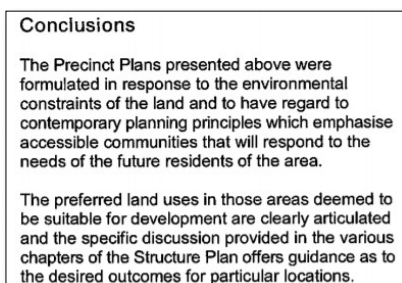 Conclusions
The Precinct Plans presented above were
formulated in response to the environmental
constraints of the land and to have regard to
contemporary planning principles which emphasise
accessible communities that will respond to the
needs of the future residents of the area.
The preferred land uses in those areas deemed to
be suitable for development are clearly articulated
and the specific discussion provided in the various
chapters of the Structure Plan offers guidance as to
the desired outcomes for particular locations.